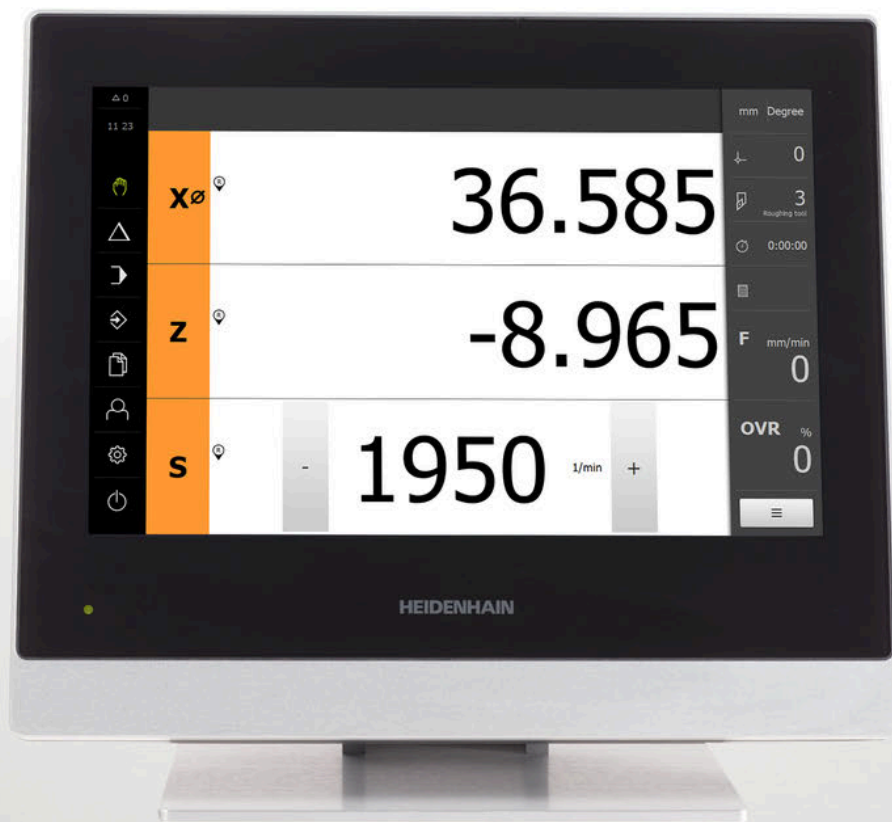 0
11 23
mm Degree
X⌀
R
36.585
0
3
Roughing tool
0:00:00
Z
R
-8.965
F mm/min
0
S
R
-
1950
1/min
+
OVR %
0
HEIDENHAIN